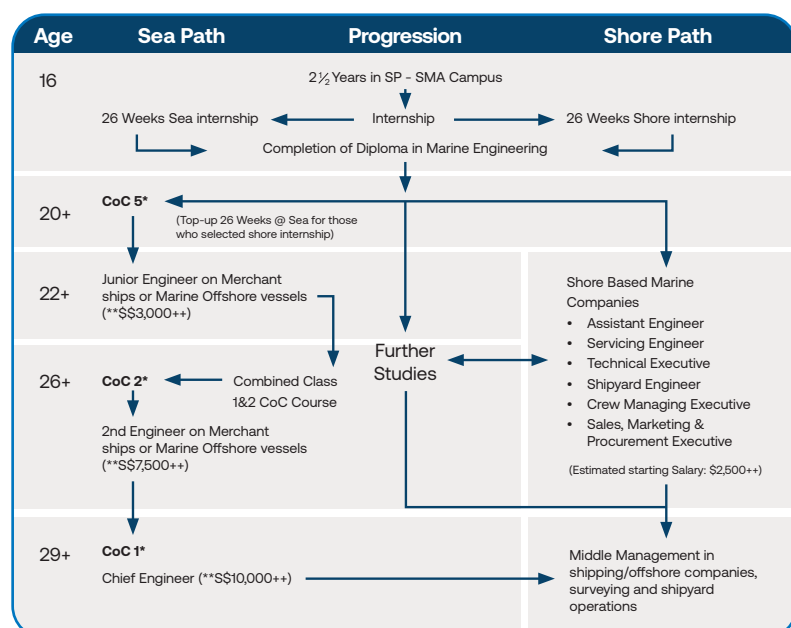 Age Sea Path Progression Shore Path
16
2½ Years in SP - SMA Campus
26 Weeks Sea internship Internship 26 Weeks Shore internship
Completion of Diploma in Marine Engineering
20+
CoC 5*
(Top-up 26 Weeks @ Sea for those
who selected shore internship)
22+
Junior Engineer on Merchant
ships or Marine Offshore vessels
(**S$3,000++)
Shore Based Marine
Companies
• Assistant Engineer
• Servicing Engineer
• Technical Executive
• Shipyard Engineer
• Crew Managing Executive
• Sales, Marketing &
Procurement Executive
(Estimated starting Salary: $2,500++)
Further
Studies
26+
CoC 2*
Combined Class
1&2 CoC Course
2nd Engineer on Merchant
ships or Marine Offshore vessels
(**S$7,500++)
29+
CoC 1*
Chief Engineer (**S$10,000++)
Middle Management in
shipping/offshore companies,
surveying and shipyard
operations